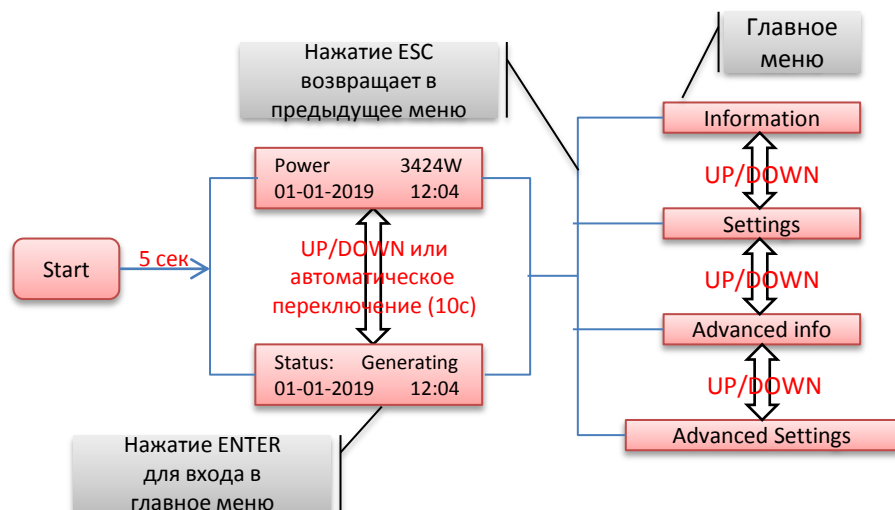 Нажатие ESC
возвращает в
предыдущее меню
Главное
меню
Information
UP/DOWN
Settings
UP/DOWN
Advanced info
UP/DOWN
Advanced Settings
Power 3424W
01-01-2019 12:04
Start
5 сек
UP/DOWN или
автоматическое
переключение (10с)
Status: Generating
01-01-2019 12:04
Нажатие ENTER
для входа в
главное меню